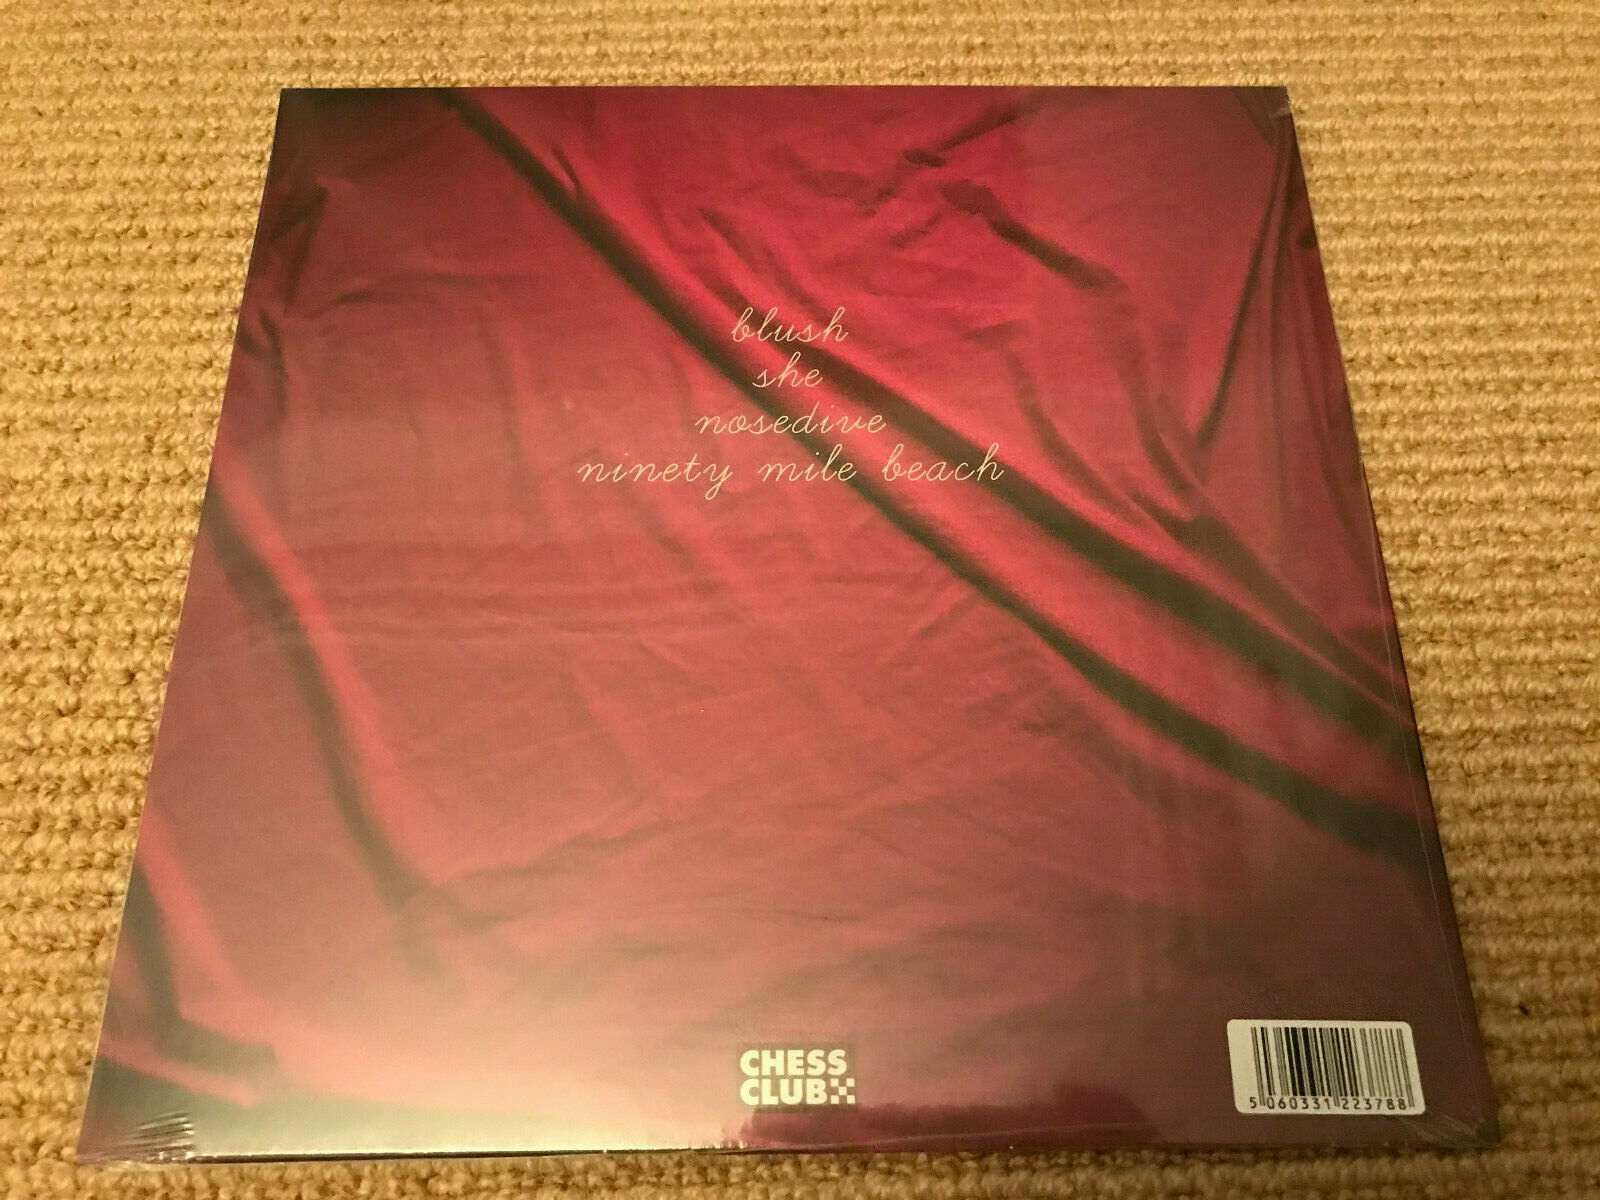 blush
she
nosedive
ninety mile beach
CHESS
CLUB
5 060331 223788